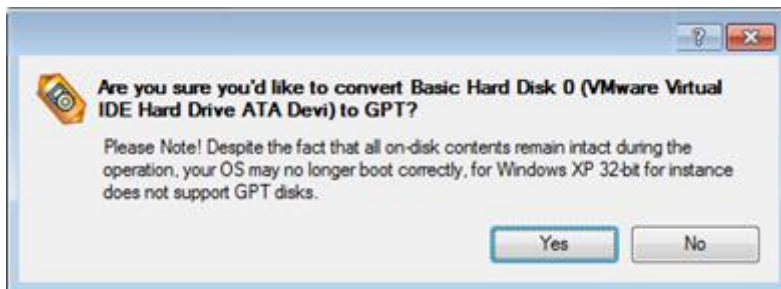 Are you sure you'd like to convert Basic Hard Disk 0 (VMware Virtual
IDE Hard Drive ATA Devi) to GPT?
Please Note! Despite the fact that all on-disk contents remain intact during the
operation, your OS may no longer boot correctly, for Windows XP 32-bit for instance
does not support GPT disks.
Yes No